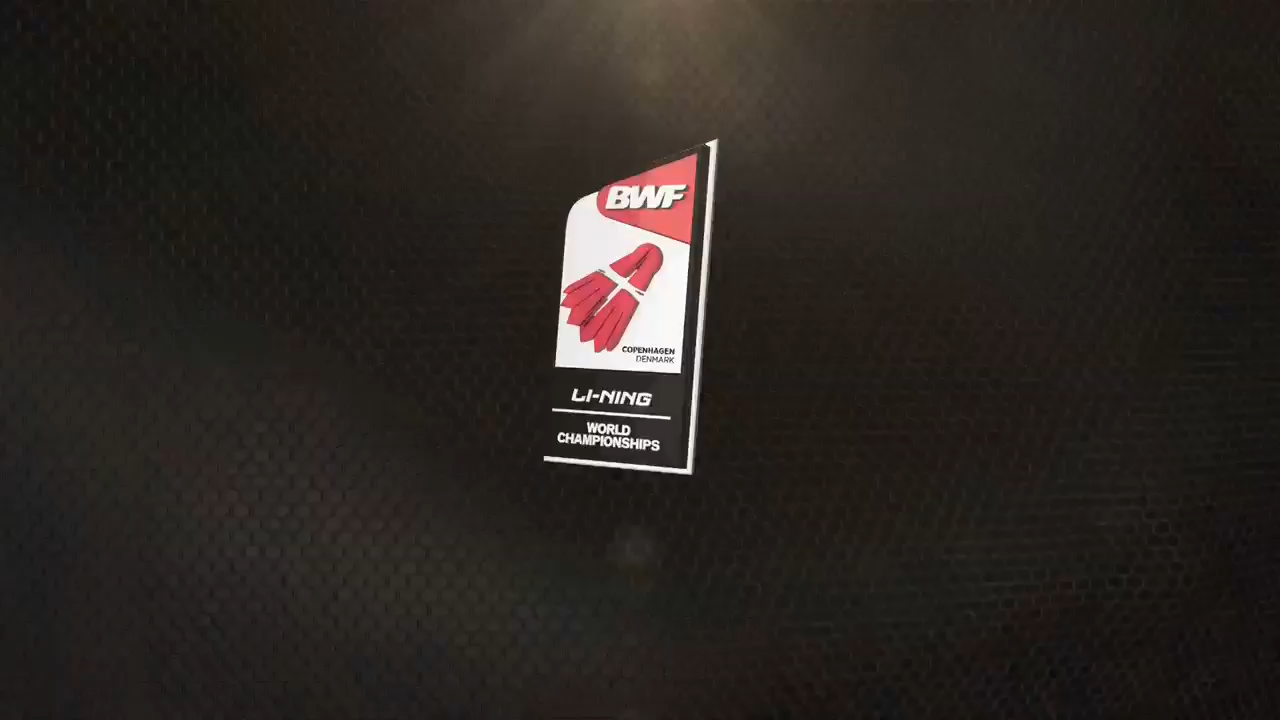 BWF
COPENHAGEN
DENMARK
LI-NING
WORLD
CHAMPIONSHIPS